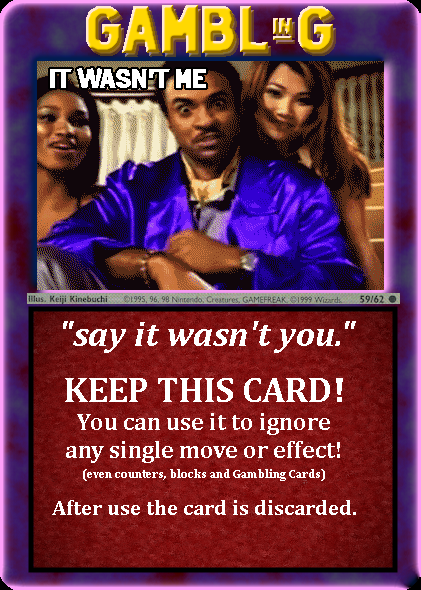 GAMBLING
IT WASN'T ME
Illus. Keiji Kinebuchi ©1995, 96, 98 Nintendo, Creatures, GAMEFREAK. ©1999 Wizards. 59/62
"say it wasn't you."
KEEP THIS CARD!
You can use it to ignore
any single move or effect!
(even counters, blocks and Gambling Cards)
After use the card is discarded.